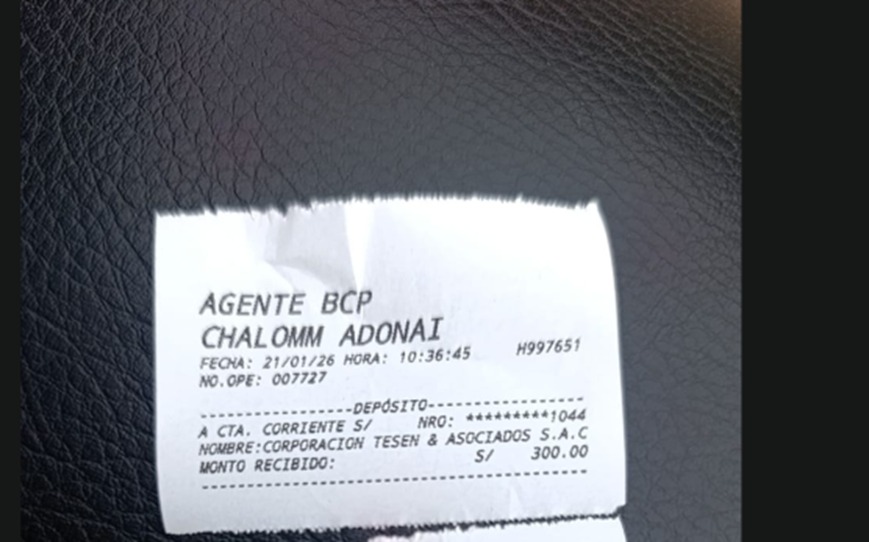 AGENTE BCP
CHALOMM ADONAI
FECHA: 21/01/26 HORA: 10:36:45 H997651
NO.OPE: 007727
----------------DEPÓSITO----------------
A CTA. CORRIENTE S/ NRO: *********1044
NOMBRE:CORPORACION TESEN & ASOCIADOS S.A.C
MONTO RECIBIDO: S/ 300.00
----------------------------------------